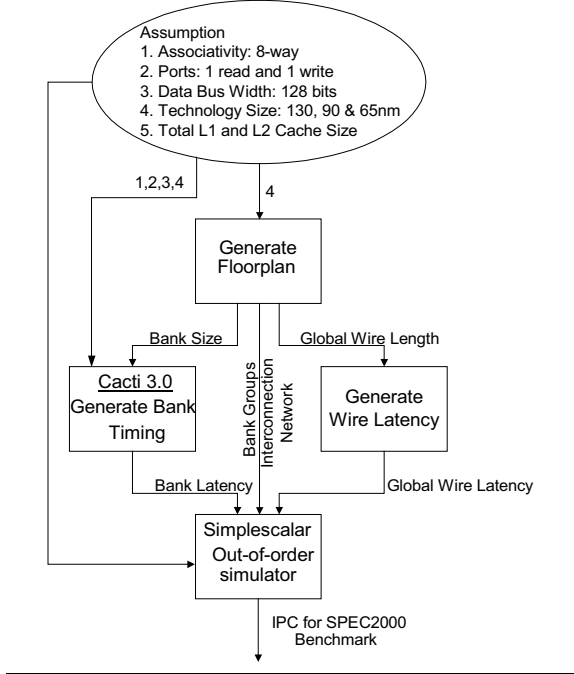 Assumption
1. Associativity: 8-way
2. Ports: 1 read and 1 write
3. Data Bus Width: 128 bits
4. Technology Size: 130, 90 & 65nm
5. Total L1 and L2 Cache Size
1,2,3,4
4
Generate
Floorplan
Bank Size
Global Wire Length
Cacti 3.0
Generate Bank
Timing
Bank Groups
Interconnection
Network
Generate
Wire Latency
Bank Latency
Global Wire Latency
Simplescalar
Out-of-order
simulator
IPC for SPEC2000
Benchmark